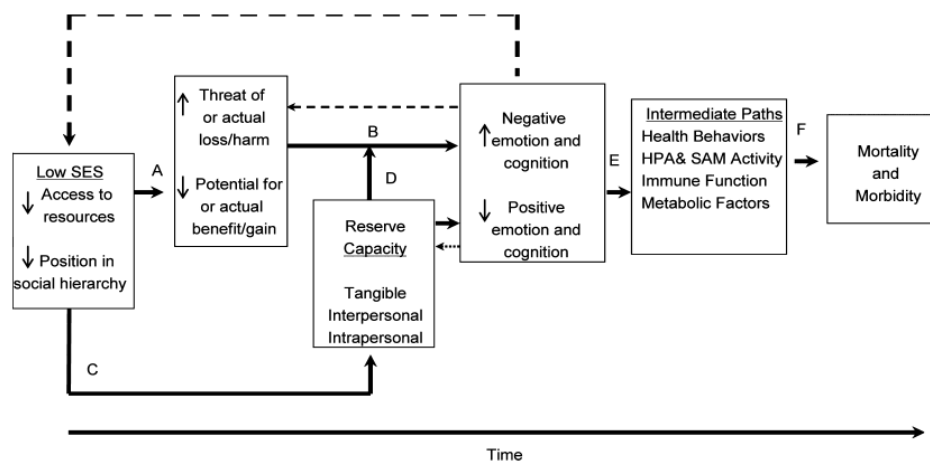 Low SES
Access to
resources
Position in
social hierarchy
A
Threat of
or actual
loss/harm
Potential for
or actual
benefit/gain
B
C
D
Reserve
Capacity
Tangible
Interpersonal
Intrapersonal
Negative
emotion and
cognition
Positive
emotion and
cognition
E
Intermediate Paths
Health Behaviors
HPA& SAM Activity
Immune Function
Metabolic Factors
F
Mortality
and
Morbidity
Time